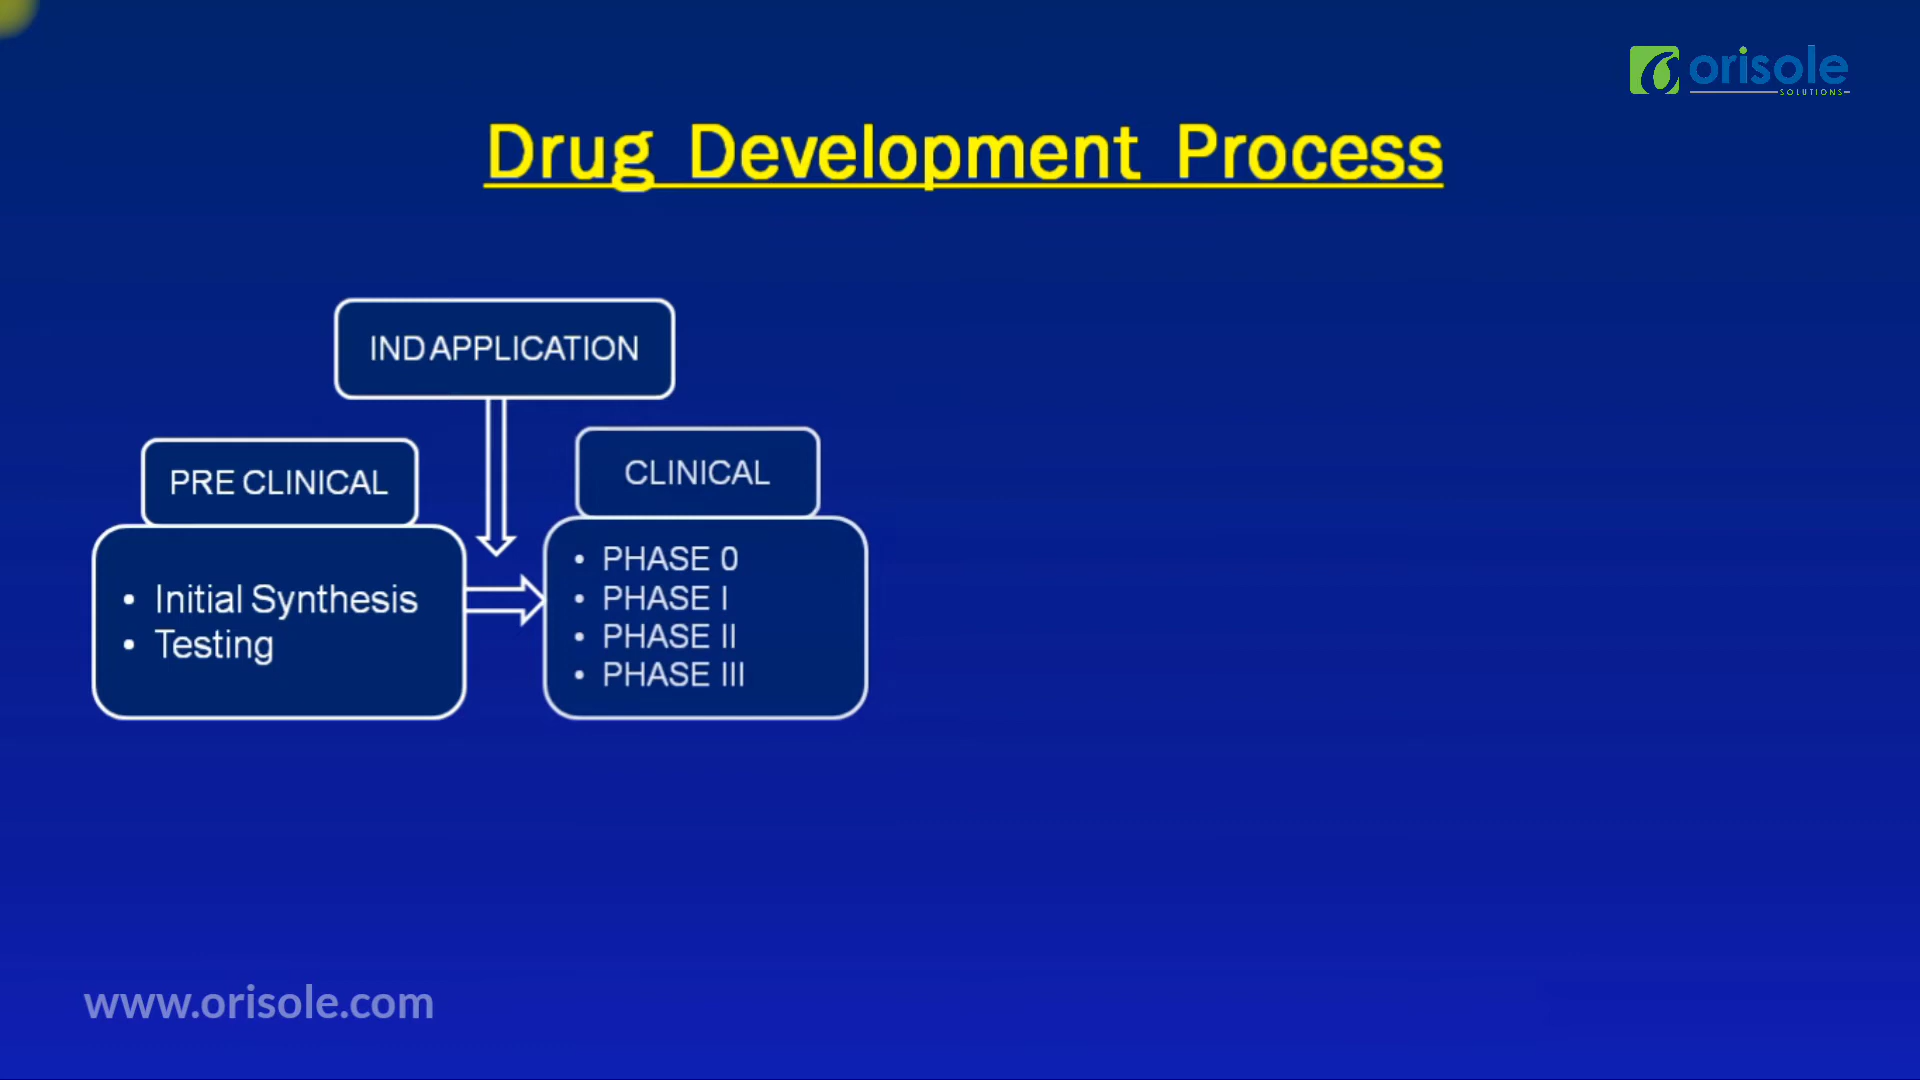 orisole
SOLUTIONS
Drug Development Process
IND APPLICATION
PRE CLINICAL
• Initial Synthesis
• Testing
CLINICAL
• PHASE 0
• PHASE I
• PHASE II
• PHASE III
www.orisole.com